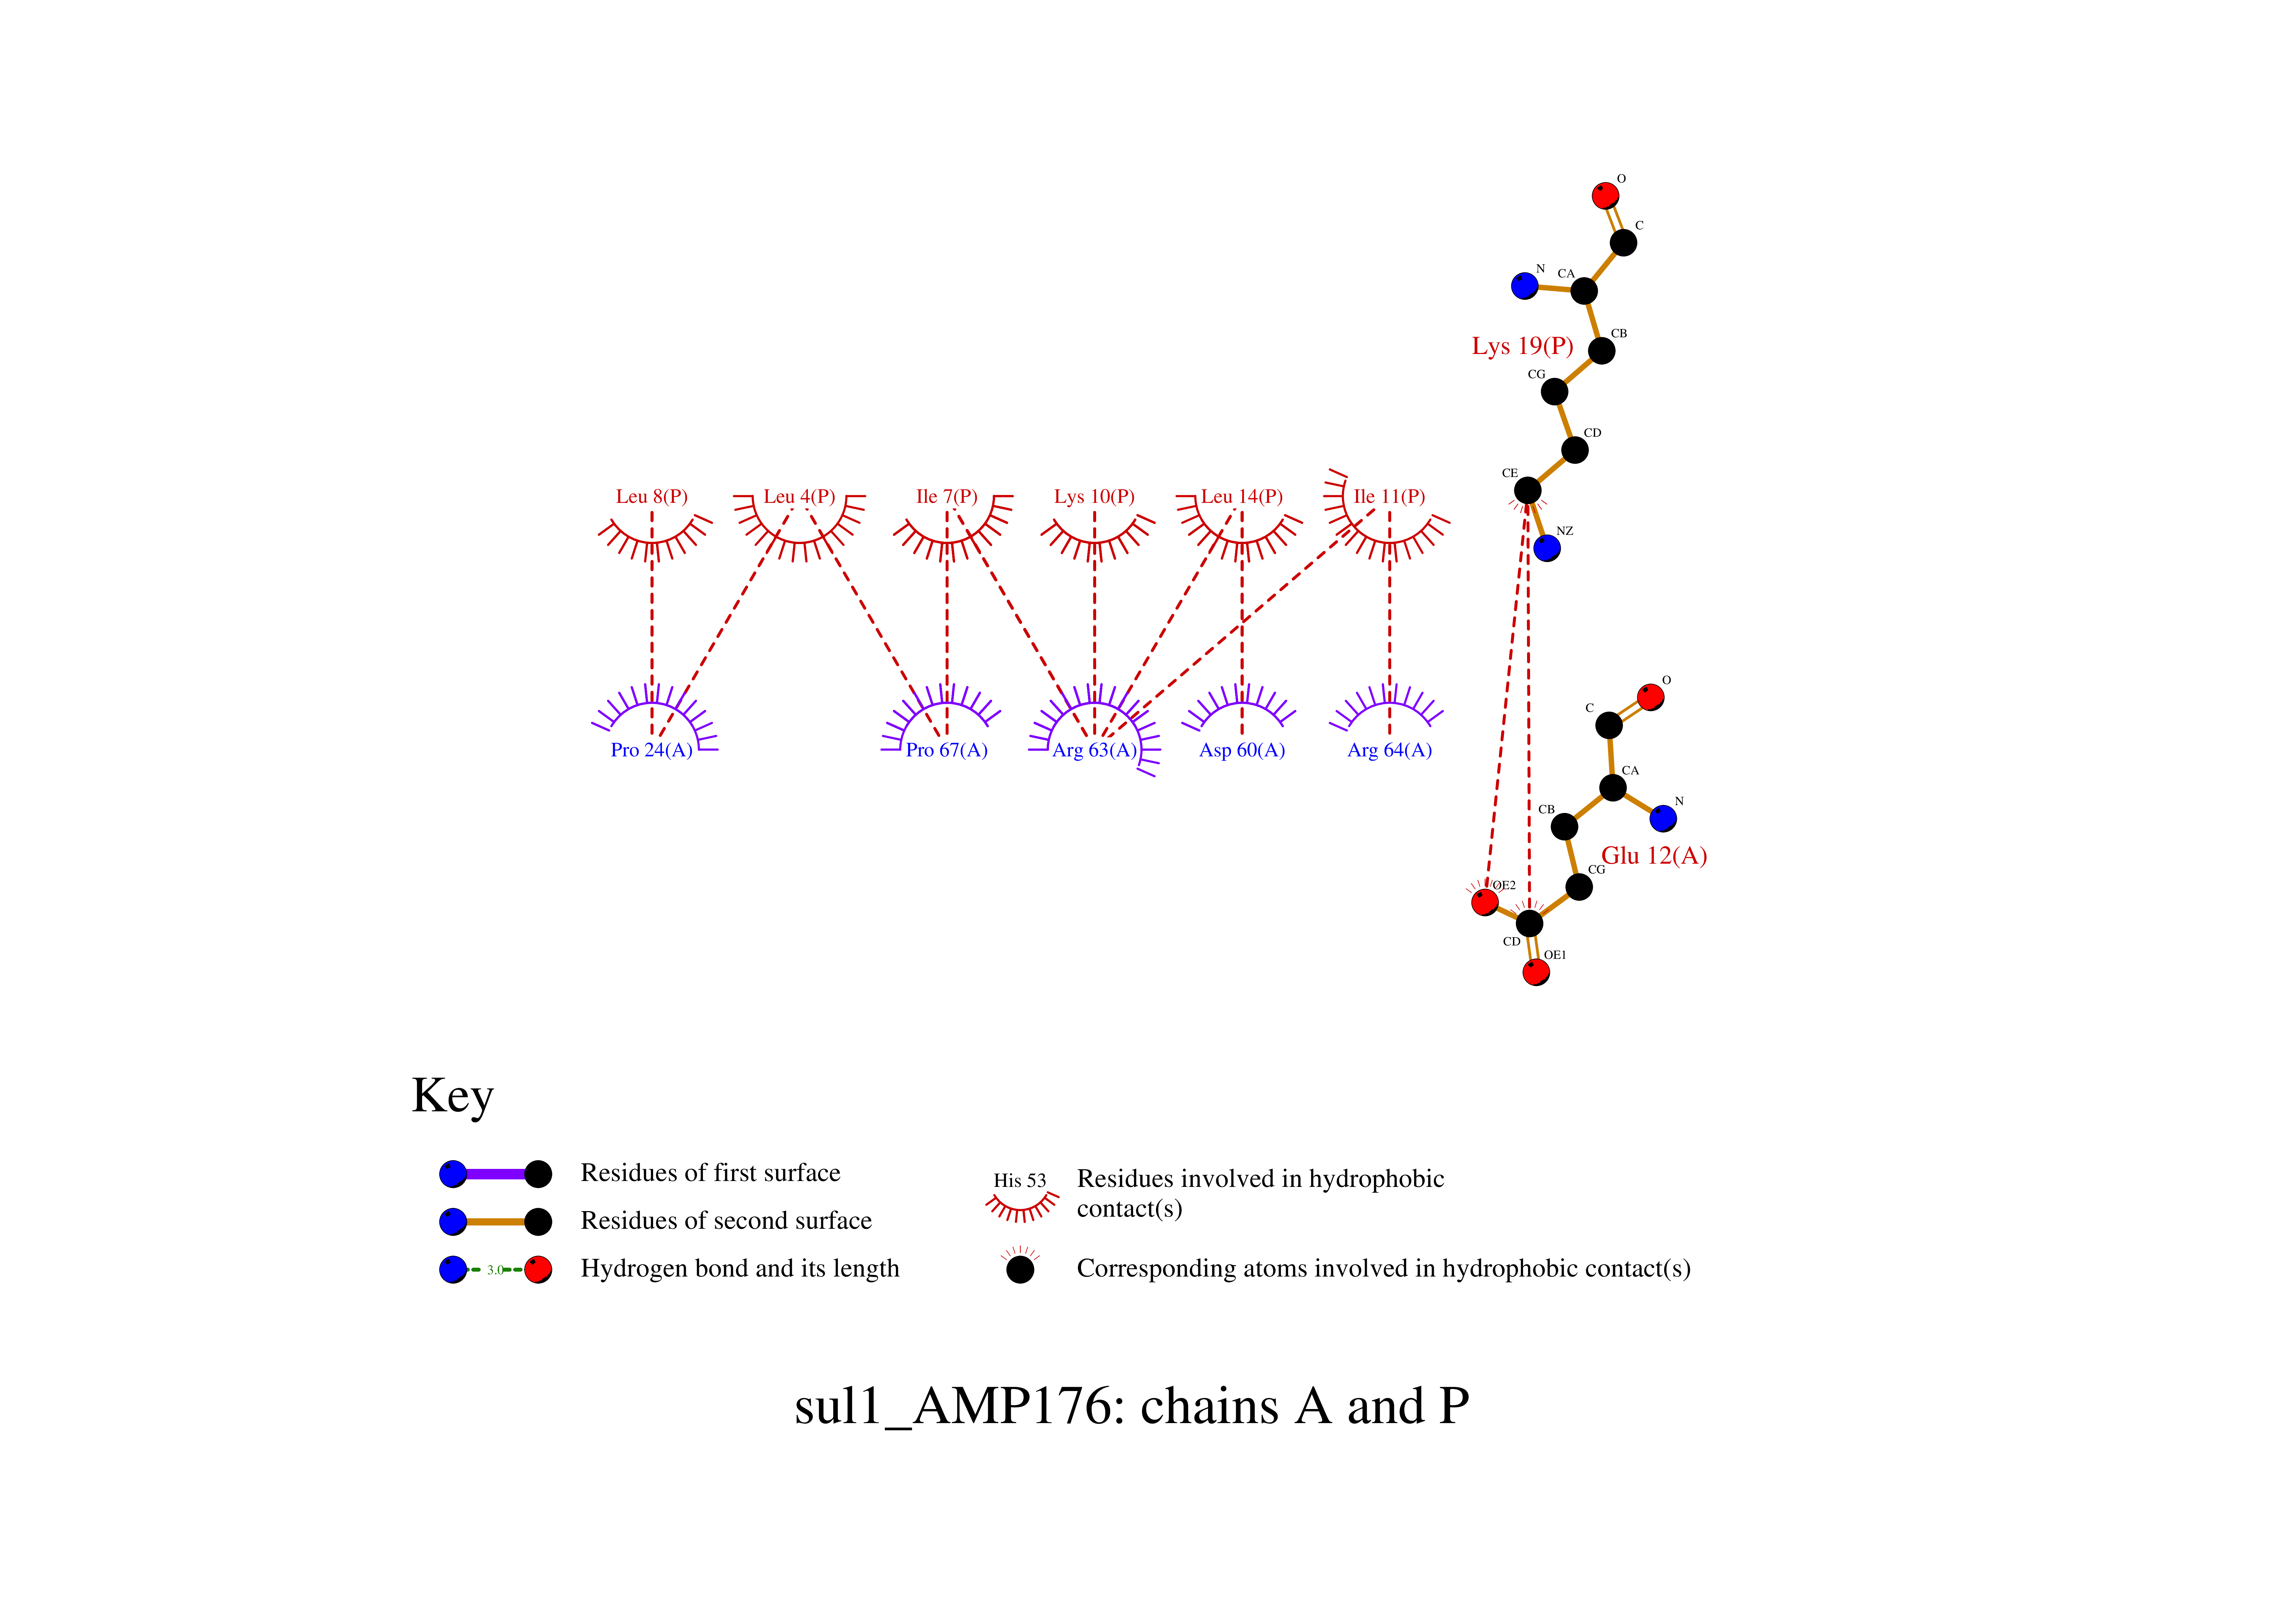 O
C
N
CA
CB
Lys 19(P)
CG
CD
CE
NZ
Leu 8(P) Leu 4(P) Ile 7(P) Lys 10(P) Leu 14(P) Ile 11(P)
Pro 24(A) Pro 67(A) Arg 63(A) Asp 60(A) Arg 64(A)
O
C
CA
N
CB
Glu 12(A)
CG
OE2
CD
OE1
Key
Residues of first surface
Residues of second surface
3.0 Hydrogen bond and its length
His 53 Residues involved in hydrophobic
contact(s)
Corresponding atoms involved in hydrophobic contact(s)
sul1_AMP176: chains A and P